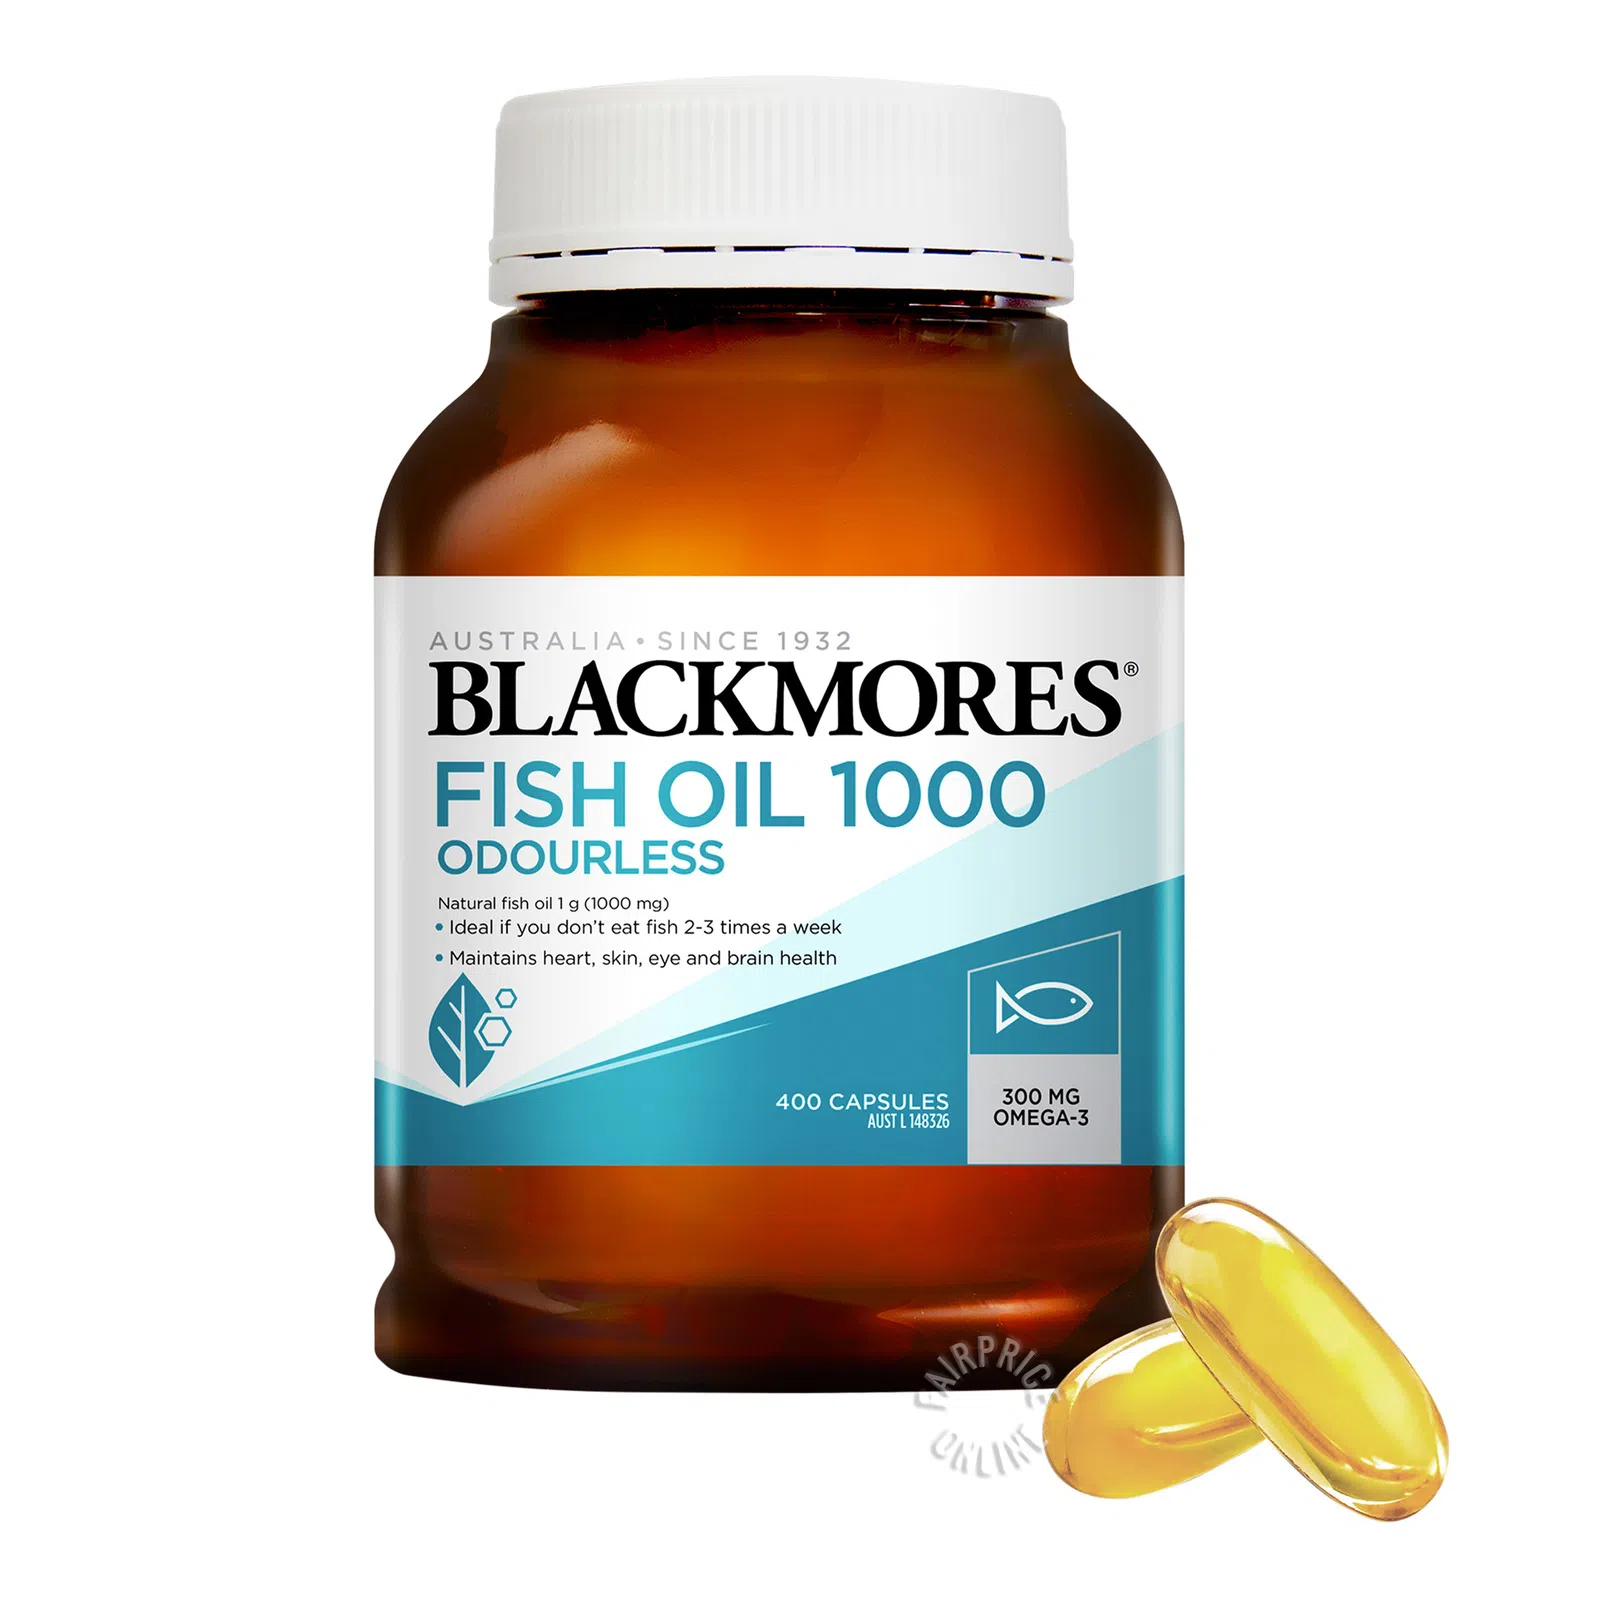 AUSTRALIA • SINCE 1932
BLACKMORES®
FISH OIL 1000
ODOURLESS
Natural fish oil 1 g (1000 mg)
• Ideal if you don't eat fish 2-3 times a week
• Maintains heart, skin, eye and brain health
400 CAPSULES
AUST L 148326
300 MG
OMEGA-3
FAIRPRICE
ONLINE